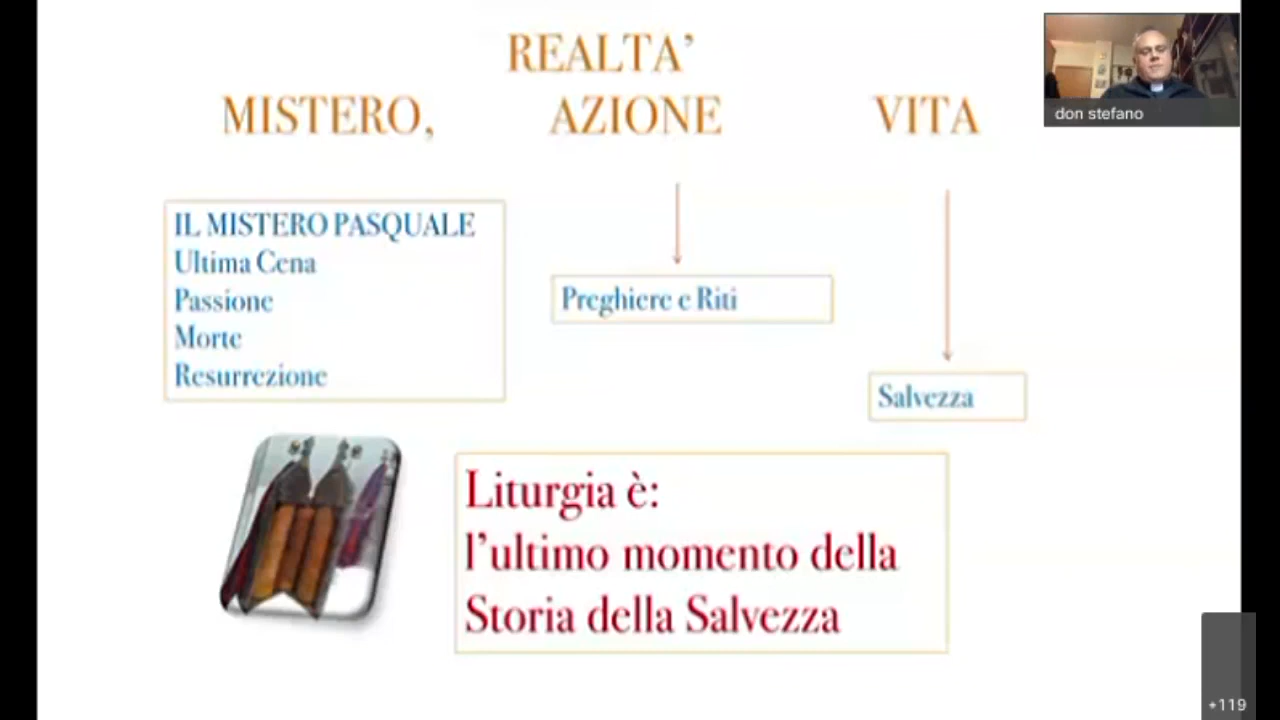 REALTA’
MISTERO, AZIONE VITA
don stefano
IL MISTERO PASQUALE
Ultima Cena
Passione
Morte
Resurrezione
Preghiere e Riti
Salvezza
Liturgia è:
l’ultimo momento della
Storia della Salvezza
+119